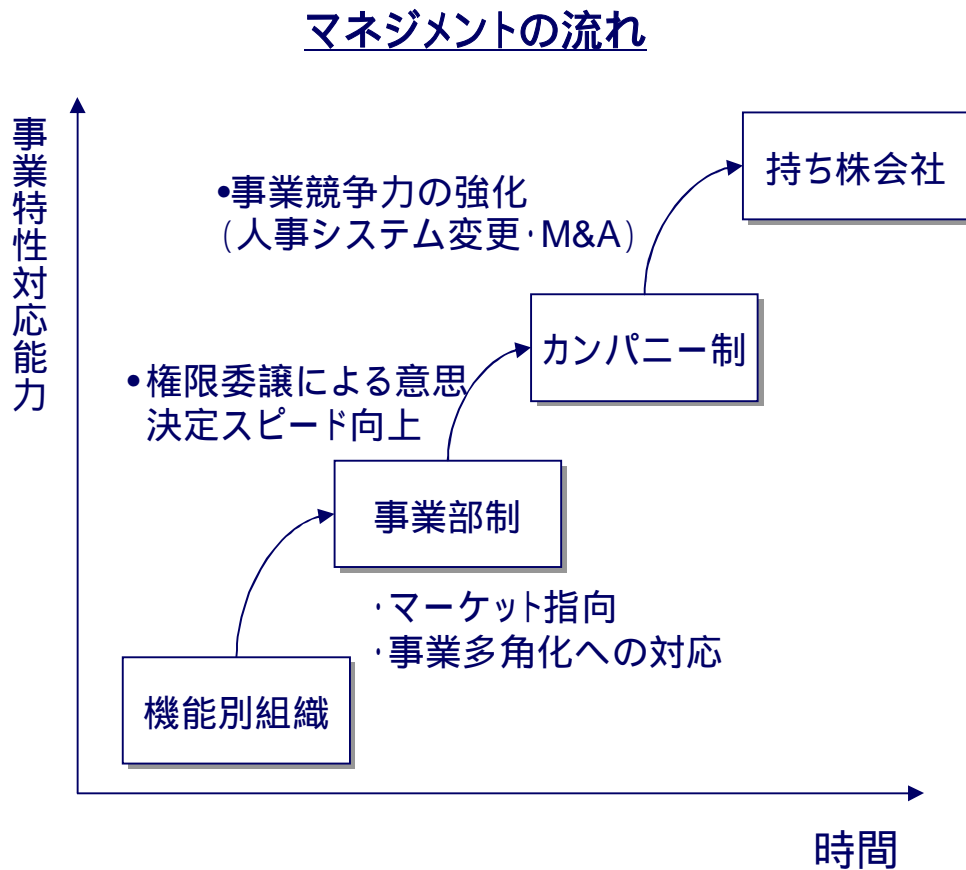 マネジメントの流れ
事業特性対応能力
持ち株会社
•事業競争力の強化
(人事システム変更・M&A)
カンパニー制
•権限委譲による意思
決定スピード向上
事業部制
・マーケット指向
・事業多角化への対応
機能別組織
時間